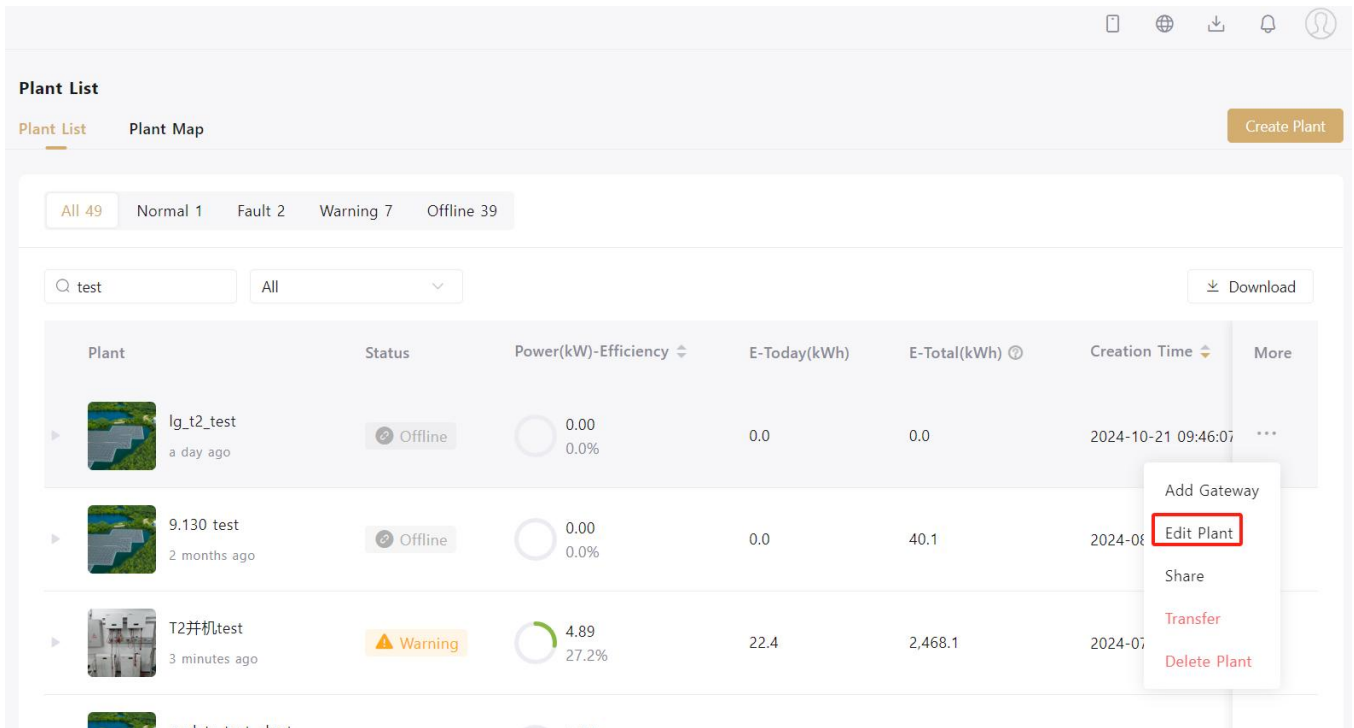 Plant List
Plant List Plant Map Create Plant
All 49 Normal 1 Fault 2 Warning 7 Offline 39
test All Download
Plant Status Power(kW)-Efficiency E-Today(kWh) E-Total(kWh) Creation Time More
lg_t2_test
a day ago
Offline
0.00
0.0%
0.0
0.0
2024-10-21 09:46:07
Add Gateway
Edit Plant
Share
Transfer
Delete Plant
9.130 test
2 months ago
Offline
0.00
0.0%
0.0
40.1
2024-08
T2并机test
3 minutes ago
Warning
4.89
27.2%
22.4
2,468.1
2024-07